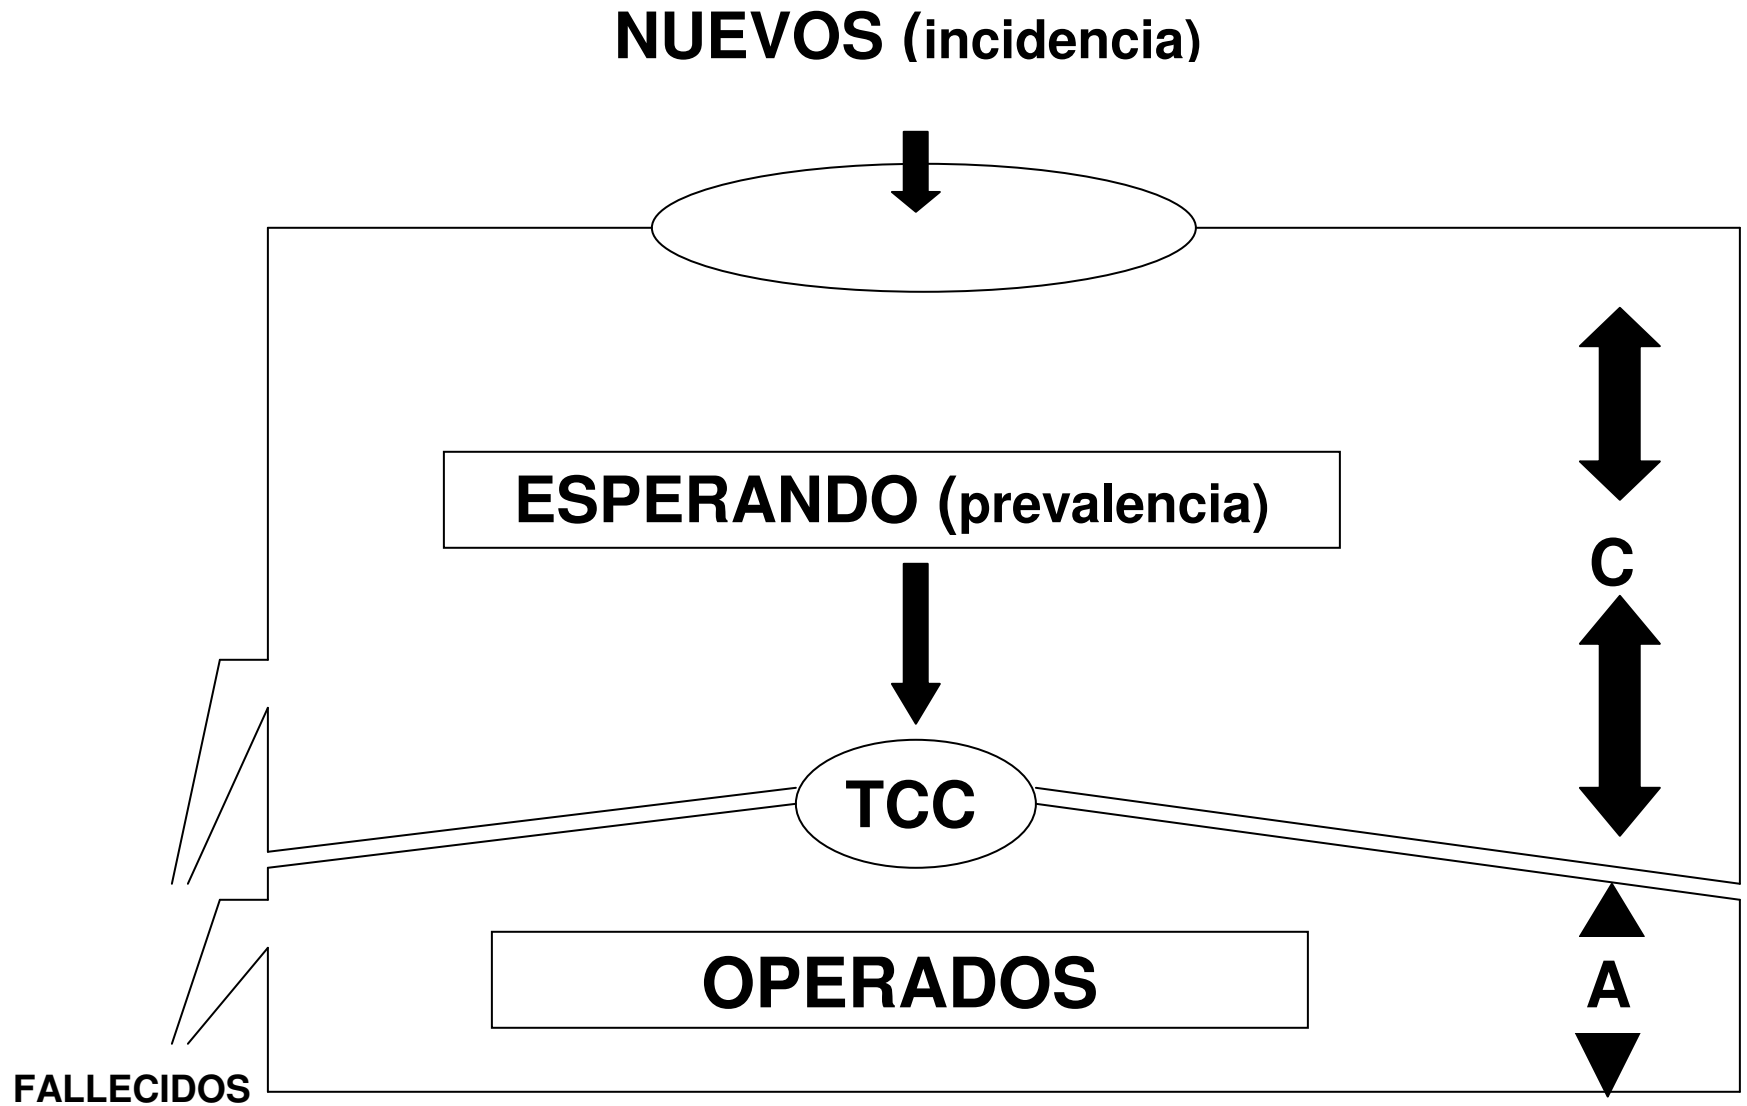 NUEVOS (incidencia)
ESPERANDO (prevalencia)
C
TCC
OPERADOS
A
FALLECIDOS